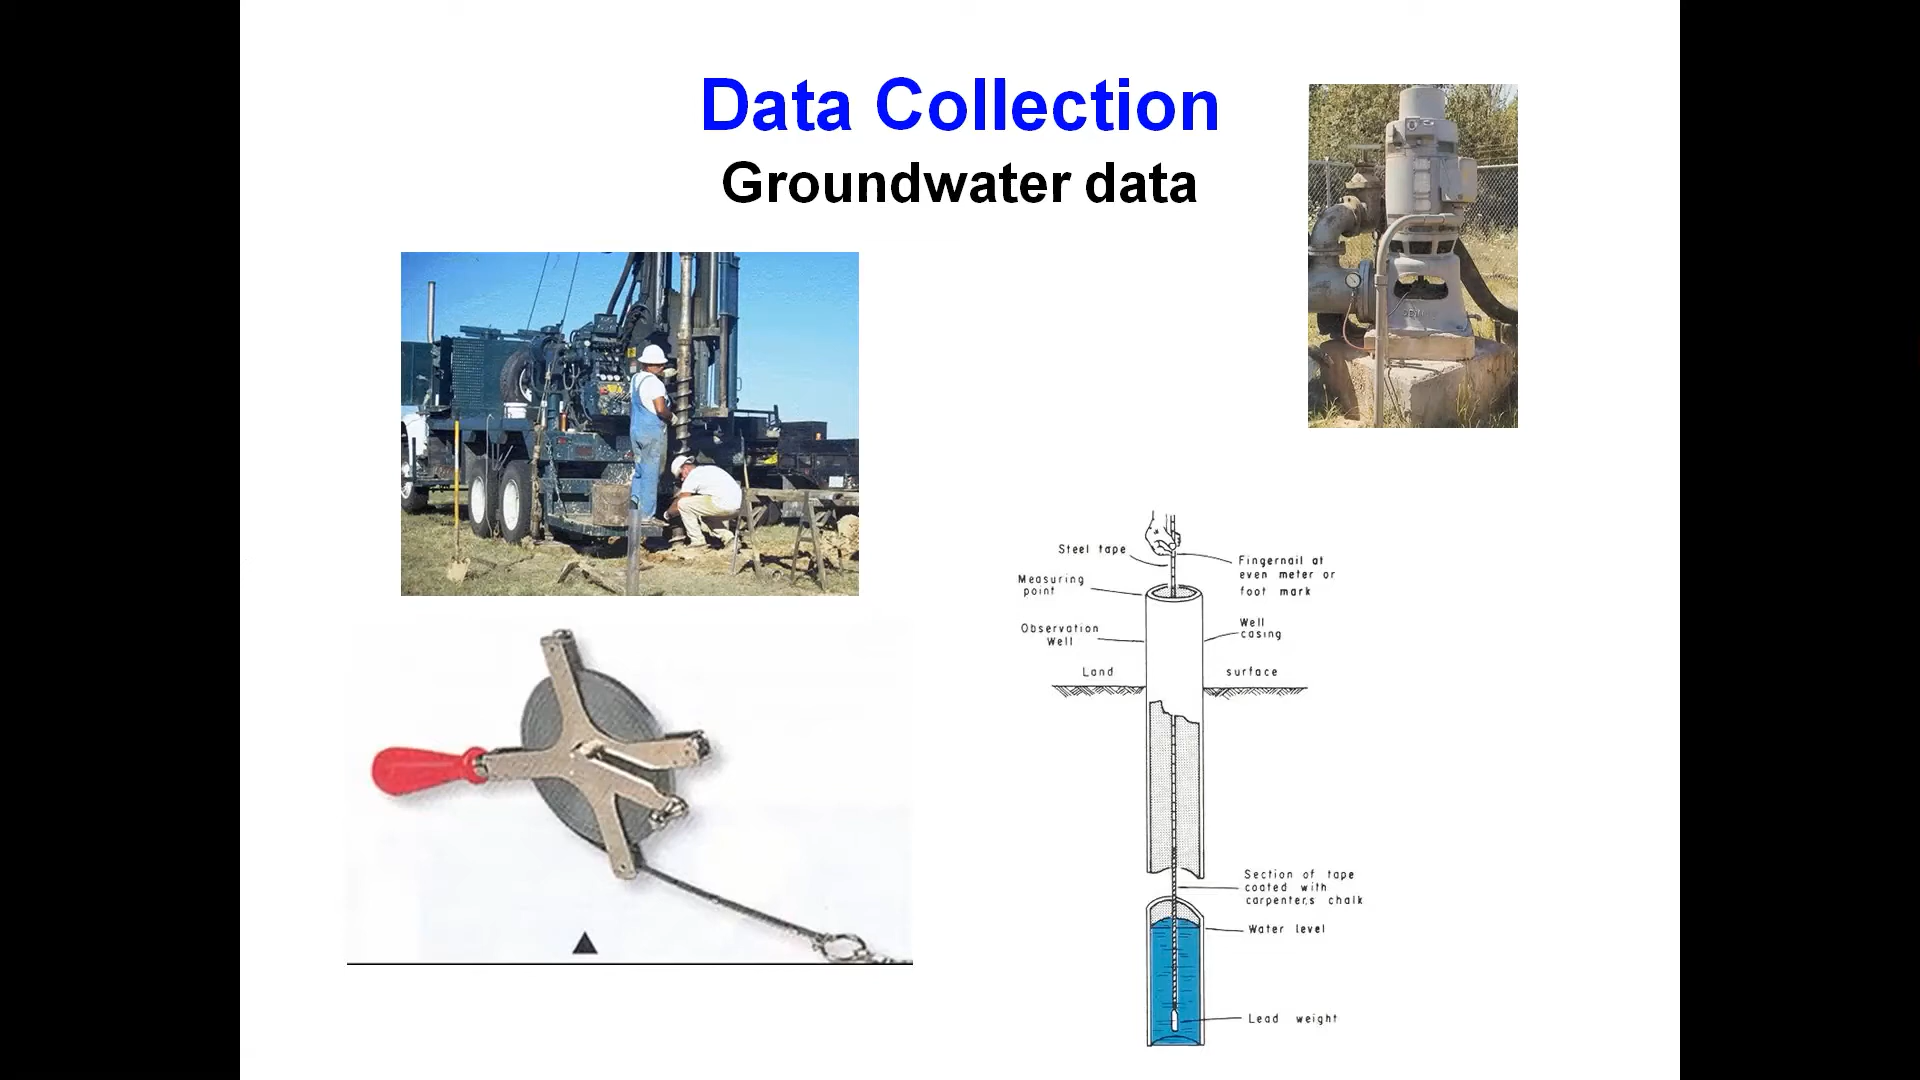 Data Collection
Groundwater data
Steel tape
Fingernail at
even meter or
foot mark
Measuring
point
Observation
Well
Well
casing
Land
surface
Section of tape
coated with
carpenters chalk
Water level
Lead weight